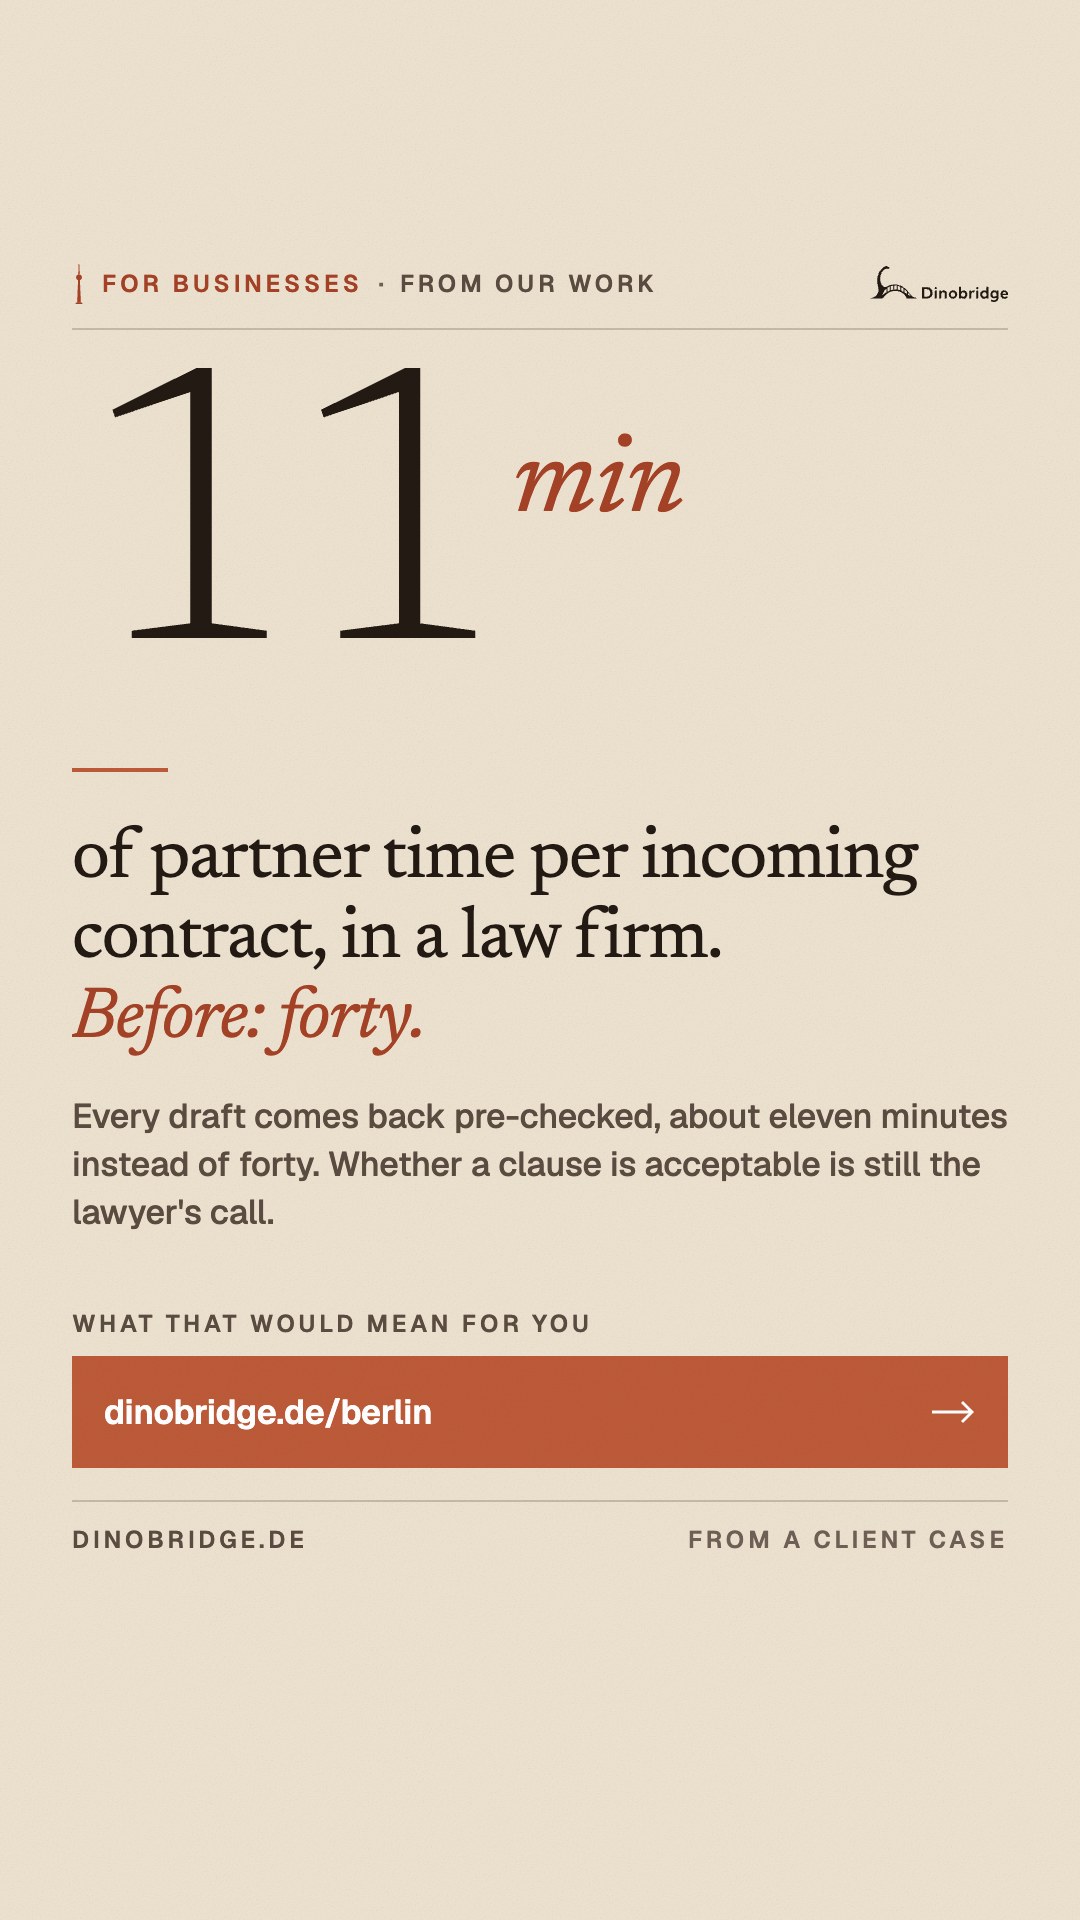 FOR BUSINESSES · FROM OUR WORK
Dinobridge
11 min
of partner time per incoming
contract, in a law firm.
Before: forty.
Every draft comes back pre-checked, about eleven minutes
instead of forty. Whether a clause is acceptable is still the
lawyer's call.
WHAT THAT WOULD MEAN FOR YOU
dinobridge.de/berlin →
DINOBRIDGE.DE
FROM A CLIENT CASE